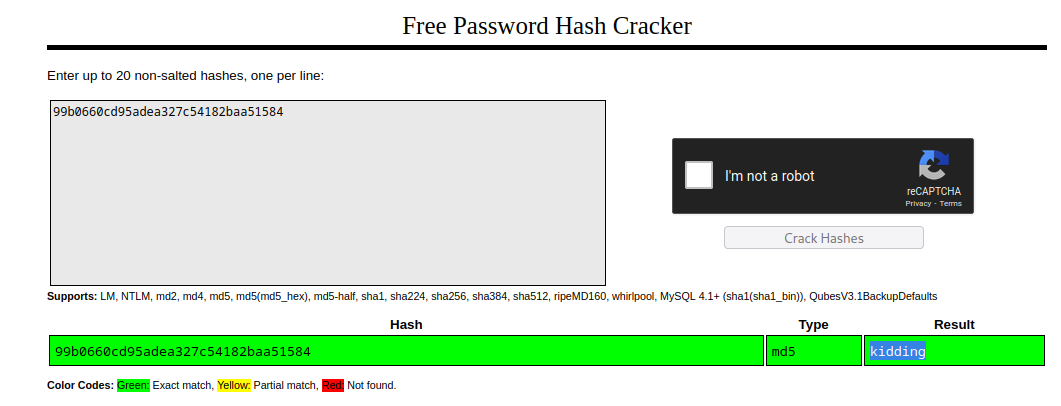 Free Password Hash Cracker
Enter up to 20 non-salted hashes, one per line:
99b0660cd95adea327c54182baa51584
I'm not a robot
reCAPTCHA
Privacy - Terms
Crack Hashes
Supports: LM, NTLM, md2, md4, md5, md5(md5_hex), md5-half, sha1, sha224, sha256, sha384, sha512, ripeMD160, whirlpool, MySQL 4.1+ (sha1(sha1_bin)), QubesV3.1BackupDefaults
Hash Type Result
99b0660cd95adea327c54182baa51584 md5 kidding
Color Codes: Green: Exact match, Yellow: Partial match, Red: Not found.